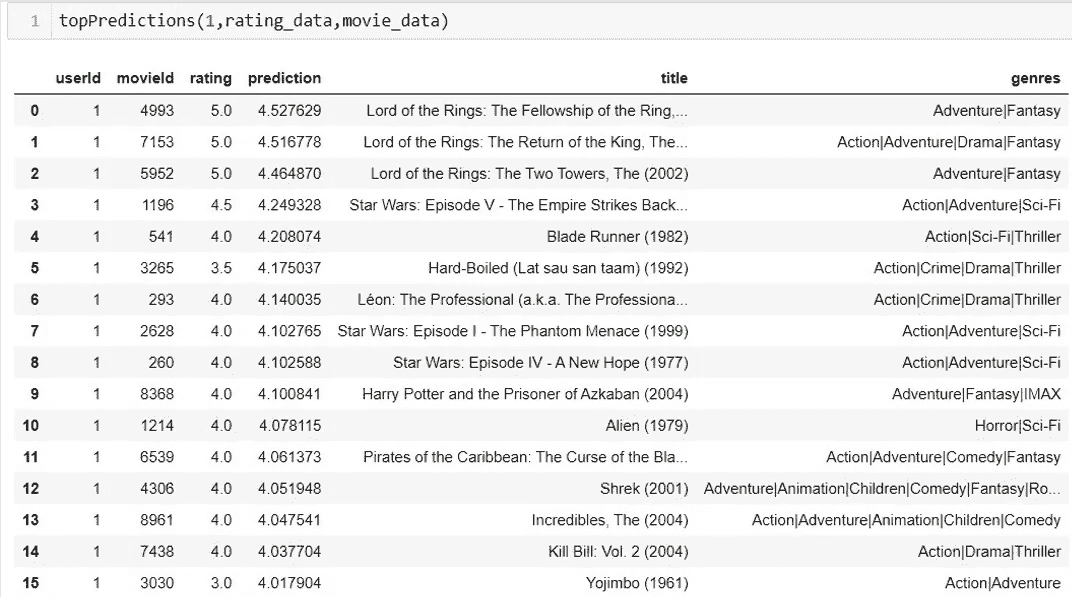 1 topPredictions(1,rating_data,movie_data)
userId movieId rating prediction title genres
0 1 4993 5.0 4.527629 Lord of the Rings: The Fellowship of the Ring,... Adventure|Fantasy
1 1 7153 5.0 4.516778 Lord of the Rings: The Return of the King, The... Action|Adventure|Drama|Fantasy
2 1 5952 5.0 4.464870 Lord of the Rings: The Two Towers, The (2002) Adventure|Fantasy
3 1 1196 4.5 4.249328 Star Wars: Episode V - The Empire Strikes Back... Action|Adventure|Sci-Fi
4 1 541 4.0 4.208074 Blade Runner (1982) Action|Sci-Fi|Thriller
5 1 3265 3.5 4.175037 Hard-Boiled (Lat sau san taam) (1992) Action|Crime|Drama|Thriller
6 1 293 4.0 4.140035 Léon: The Professional (a.k.a. The Professiona... Action|Crime|Drama|Thriller
7 1 2628 4.0 4.102765 Star Wars: Episode I - The Phantom Menace (1999) Action|Adventure|Sci-Fi
8 1 260 4.0 4.102588 Star Wars: Episode IV - A New Hope (1977) Action|Adventure|Sci-Fi
9 1 8368 4.0 4.100841 Harry Potter and the Prisoner of Azkaban (2004) Adventure|Fantasy|IMAX
10 1 1214 4.0 4.078115 Alien (1979) Horror|Sci-Fi
11 1 6539 4.0 4.061373 Pirates of the Caribbean: The Curse of the Bla... Action|Adventure|Comedy|Fantasy
12 1 4306 4.0 4.051948 Shrek (2001) Adventure|Animation|Children|Comedy|Fantasy|Ro...
13 1 8961 4.0 4.047541 Incredibles, The (2004) Action|Adventure|Animation|Children|Comedy
14 1 7438 4.0 4.037704 Kill Bill: Vol. 2 (2004) Action|Drama|Thriller
15 1 3030 3.0 4.017904 Yojimbo (1961) Action|Adventure